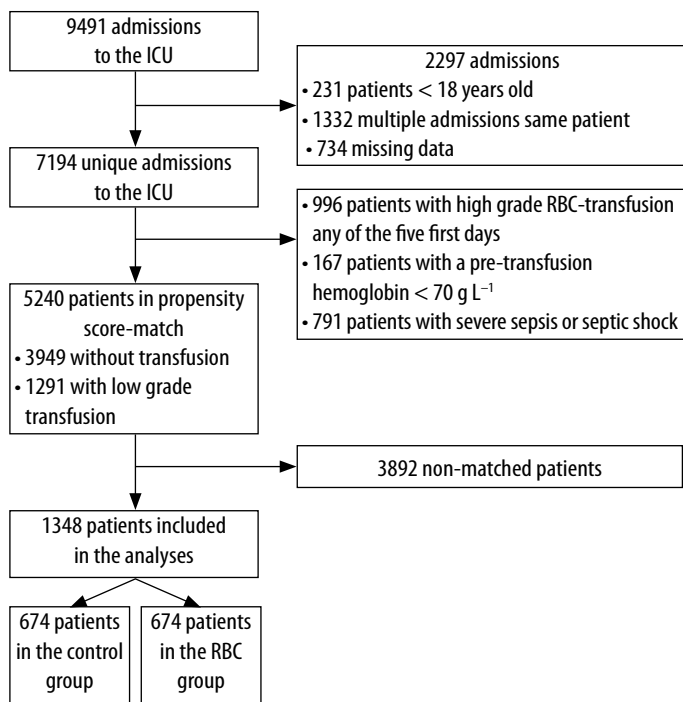 9491 admissions
to the ICU
2297 admissions
• 231 patients < 18 years old
• 1332 multiple admissions same patient
• 734 missing data
7194 unique admissions
to the ICU
• 996 patients with high grade RBC-transfusion
any of the five first days
• 167 patients with a pre-transfusion
hemoglobin < 70 g L⁻¹
• 791 patients with severe sepsis or septic shock
5240 patients in propensity
score-match
• 3949 without transfusion
• 1291 with low grade
transfusion
3892 non-matched patients
1348 patients included
in the analyses
674 patients
in the control
group
674 patients
in the RBC
group